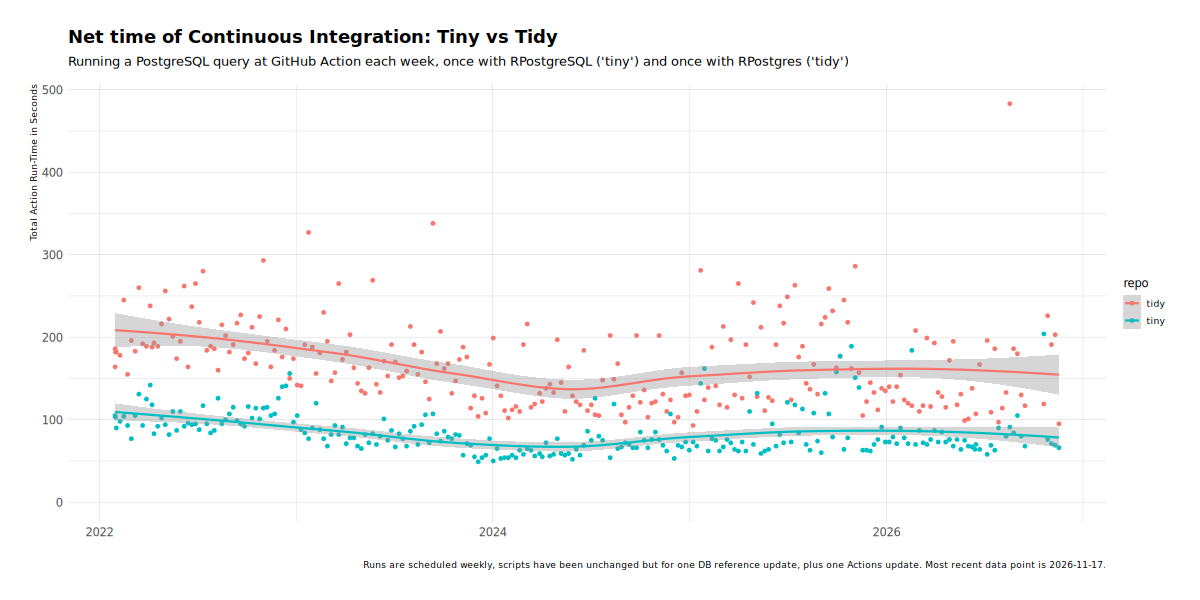 Net time of Continuous Integration: Tiny vs Tidy
Running a PostgreSQL query at GitHub Action each week, once with RPostgreSQL ('tiny') and once with RPostgres ('tidy')
Total Action Run-Time in Seconds
500
400
300
200
100
0
2022
2024
2026
repo
tidy
tiny
Runs are scheduled weekly, scripts have been unchanged but for one DB reference update, plus one Actions update. Most recent data point is 2026-11-17.